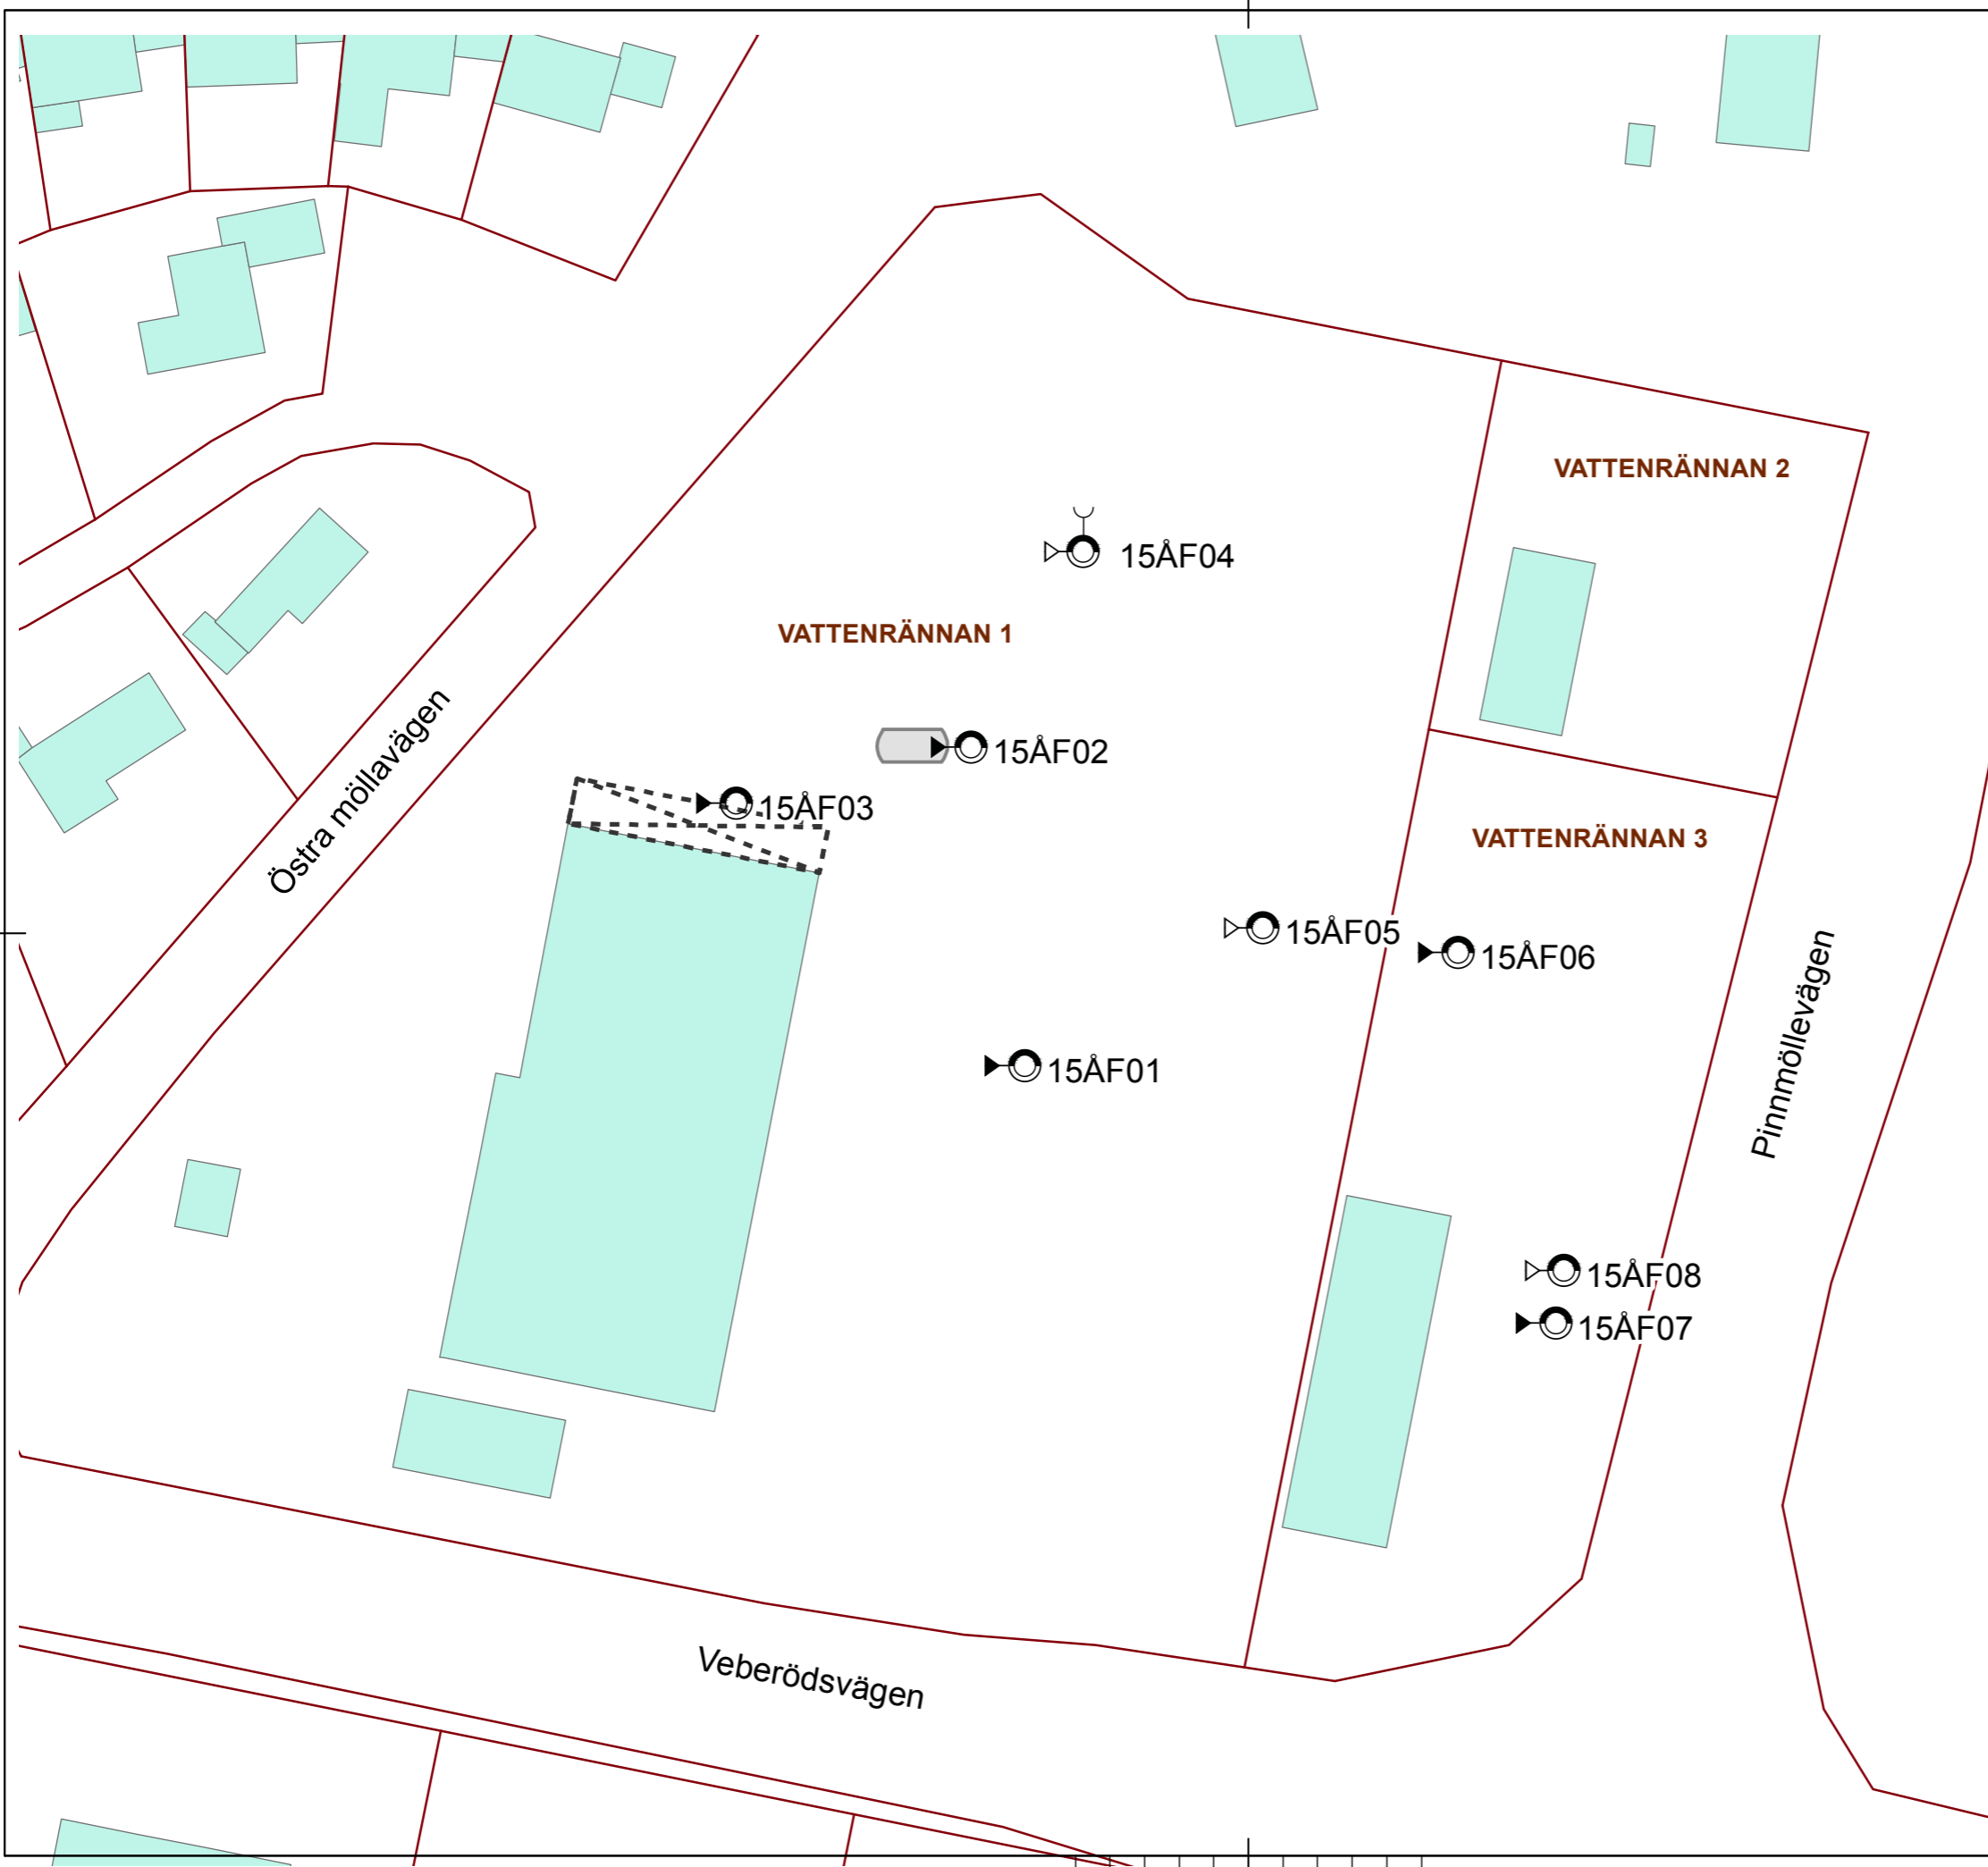 VATTENRÄNNAN 2
15ÅF04
VATTENRÄNNAN 1
15ÅF02
Östra möllavägen
15ÅF03
VATTENRÄNNAN 3
15ÅF05
15ÅF06
Pinnmöllevägen
15ÅF01
15ÅF08
15ÅF07
Veberödsvägen